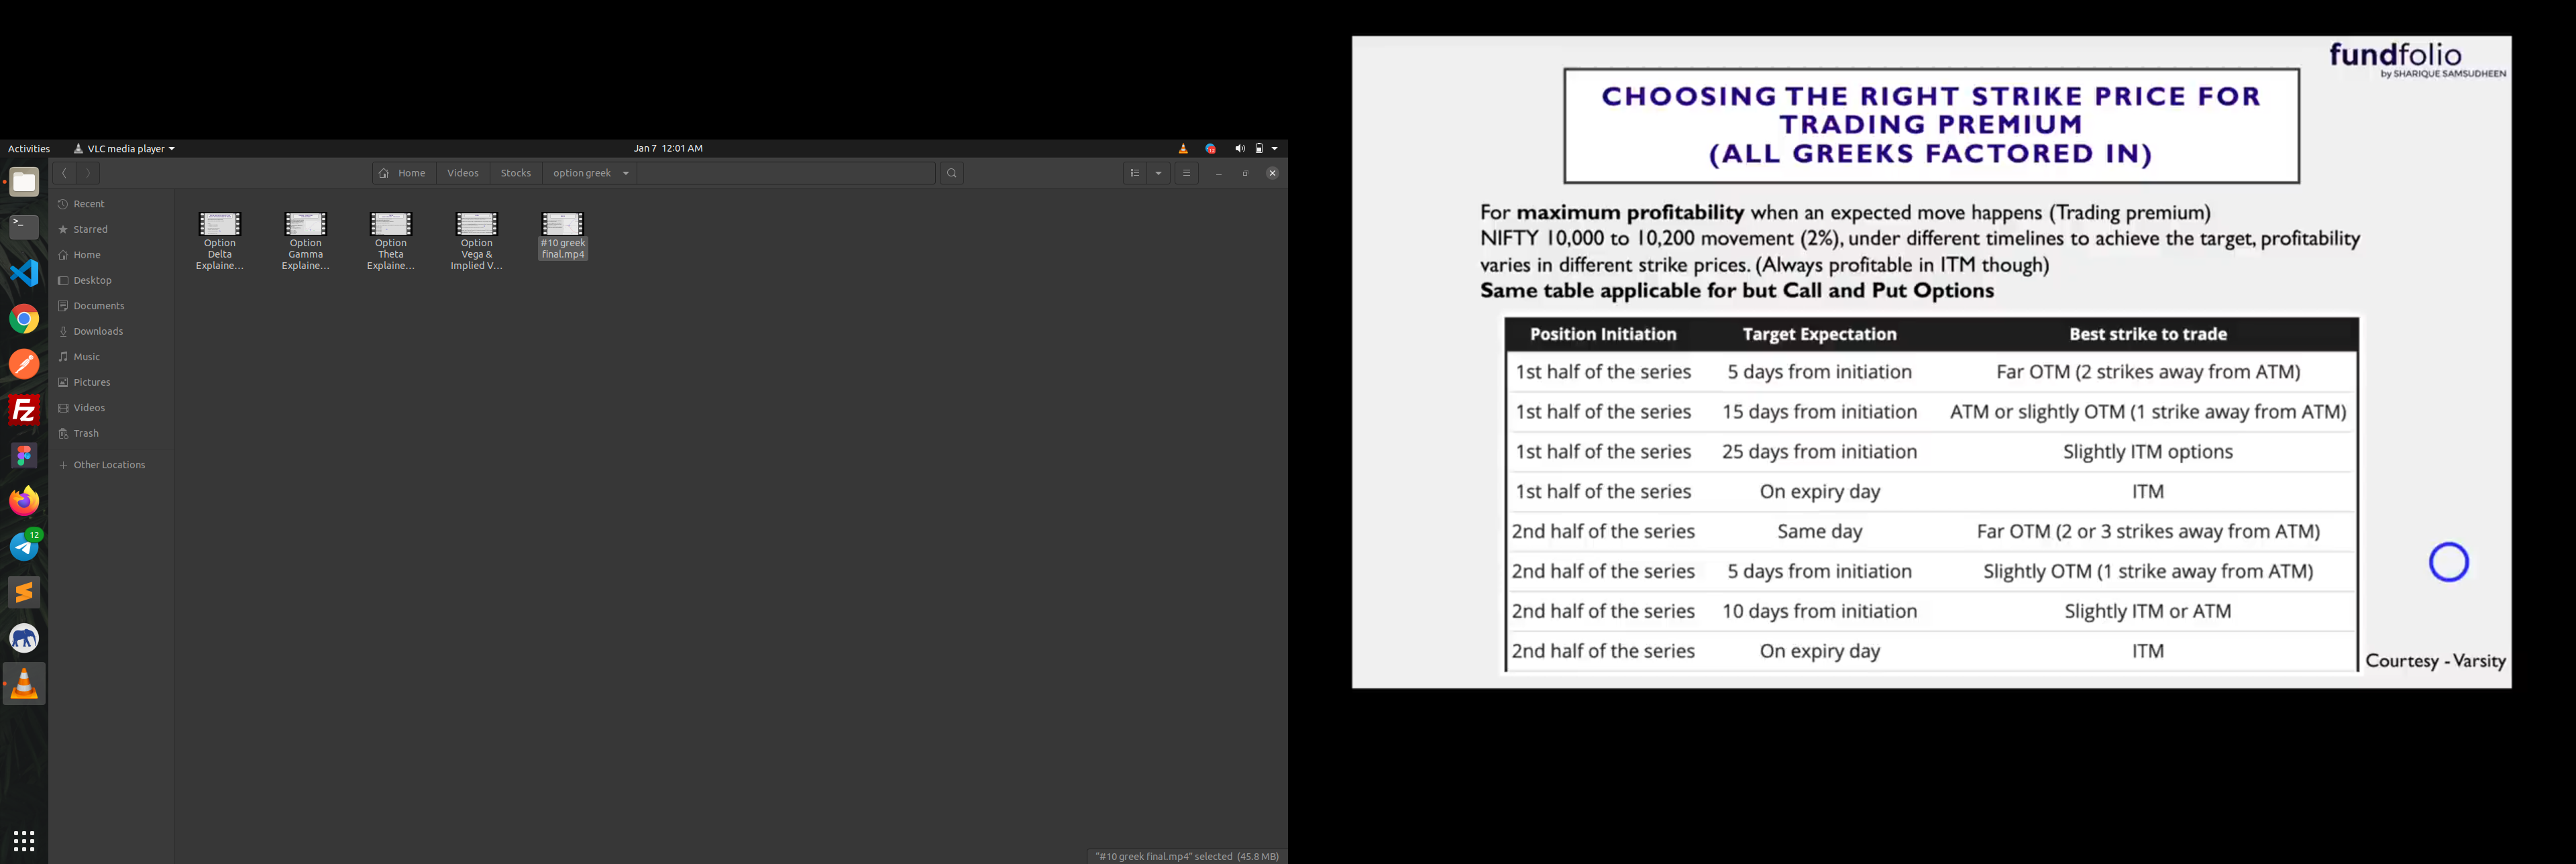 Activities
VLC media player
Jan 7 12:01 AM
Home
Videos
Stocks
option greek
Recent
Starred
Home
Desktop
Documents
Downloads
Music
Pictures
Videos
Trash
Other Locations
12
Option
Delta
Explaine...
Option
Gamma
Explaine...
Option
Theta
Explaine...
Option
Vega &
Implied V...
#10 greek
final.mp4
"#10 greek final.mp4" selected (45.8 MB)
fundfolio
by SHARIQUE SAMSUDHEEN
CHOOSING THE RIGHT STRIKE PRICE FOR
TRADING PREMIUM
(ALL GREEKS FACTORED IN)
For maximum profitability when an expected move happens (Trading premium)
NIFTY 10,000 to 10,200 movement (2%), under different timelines to achieve the target, profitability
varies in different strike prices. (Always profitable in ITM though)
Same table applicable for but Call and Put Options
Position Initiation Target Expectation Best strike to trade
1st half of the series 5 days from initiation Far OTM (2 strikes away from ATM)
1st half of the series 15 days from initiation ATM or slightly OTM (1 strike away from ATM)
1st half of the series 25 days from initiation Slightly ITM options
1st half of the series On expiry day ITM
2nd half of the series Same day Far OTM (2 or 3 strikes away from ATM)
2nd half of the series 5 days from initiation Slightly OTM (1 strike away from ATM)
2nd half of the series 10 days from initiation Slightly ITM or ATM
2nd half of the series On expiry day ITM
Courtesy - Varsity